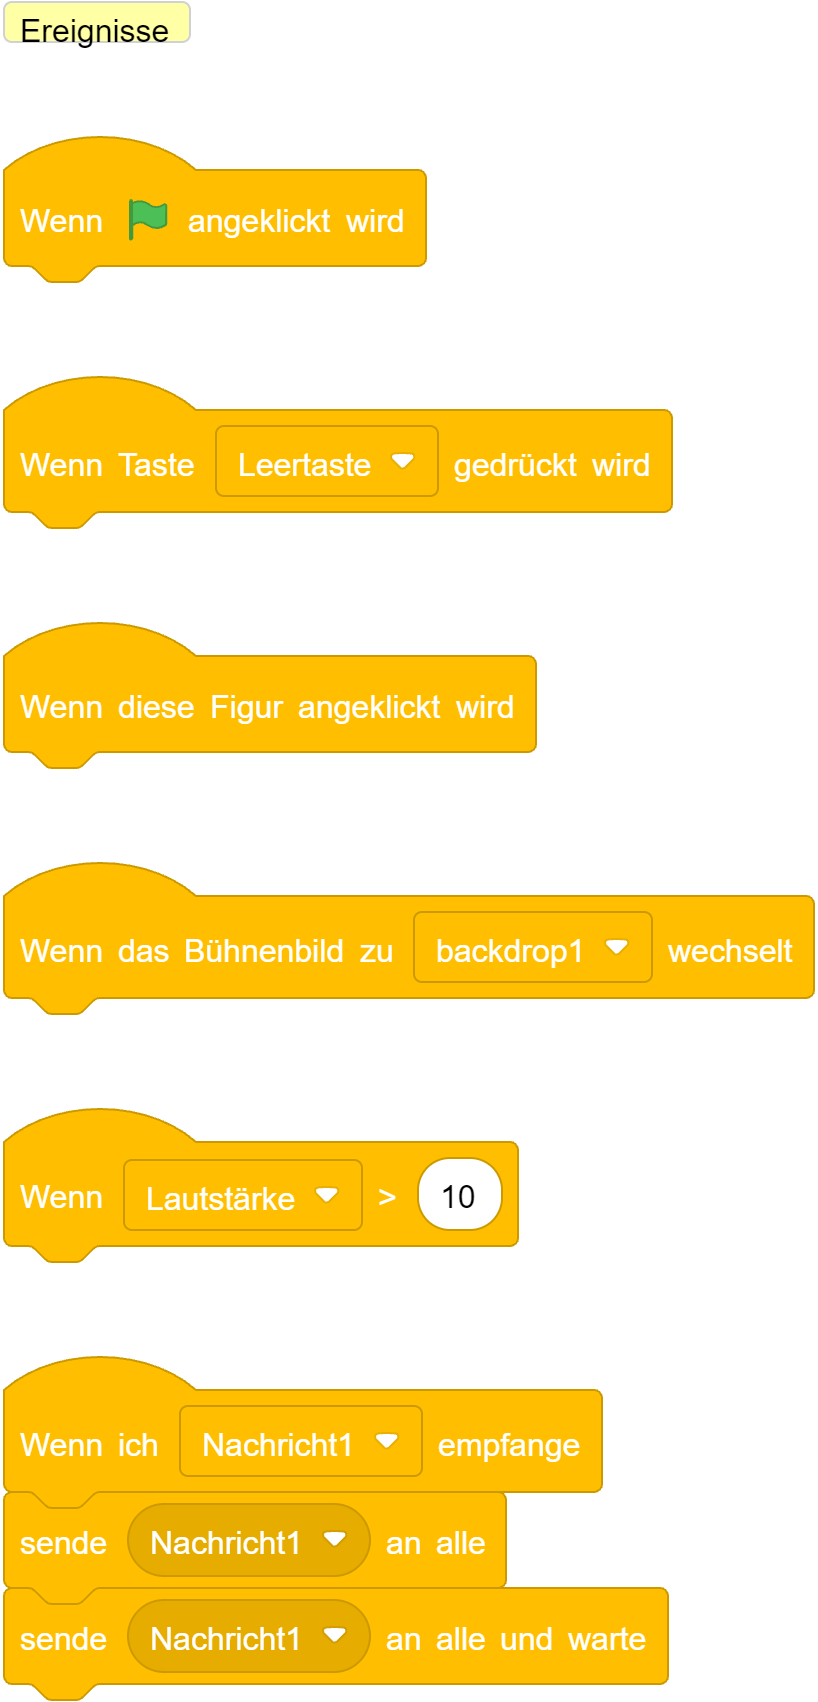 Ereignisse
Wenn angeklickt wird
Wenn Taste Leertaste gedrückt wird
Wenn diese Figur angeklickt wird
Wenn das Bühnenbild zu backdrop1 wechselt
Wenn Lautstärke > 10
Wenn ich Nachricht1 empfange
sende Nachricht1 an alle
sende Nachricht1 an alle und warte